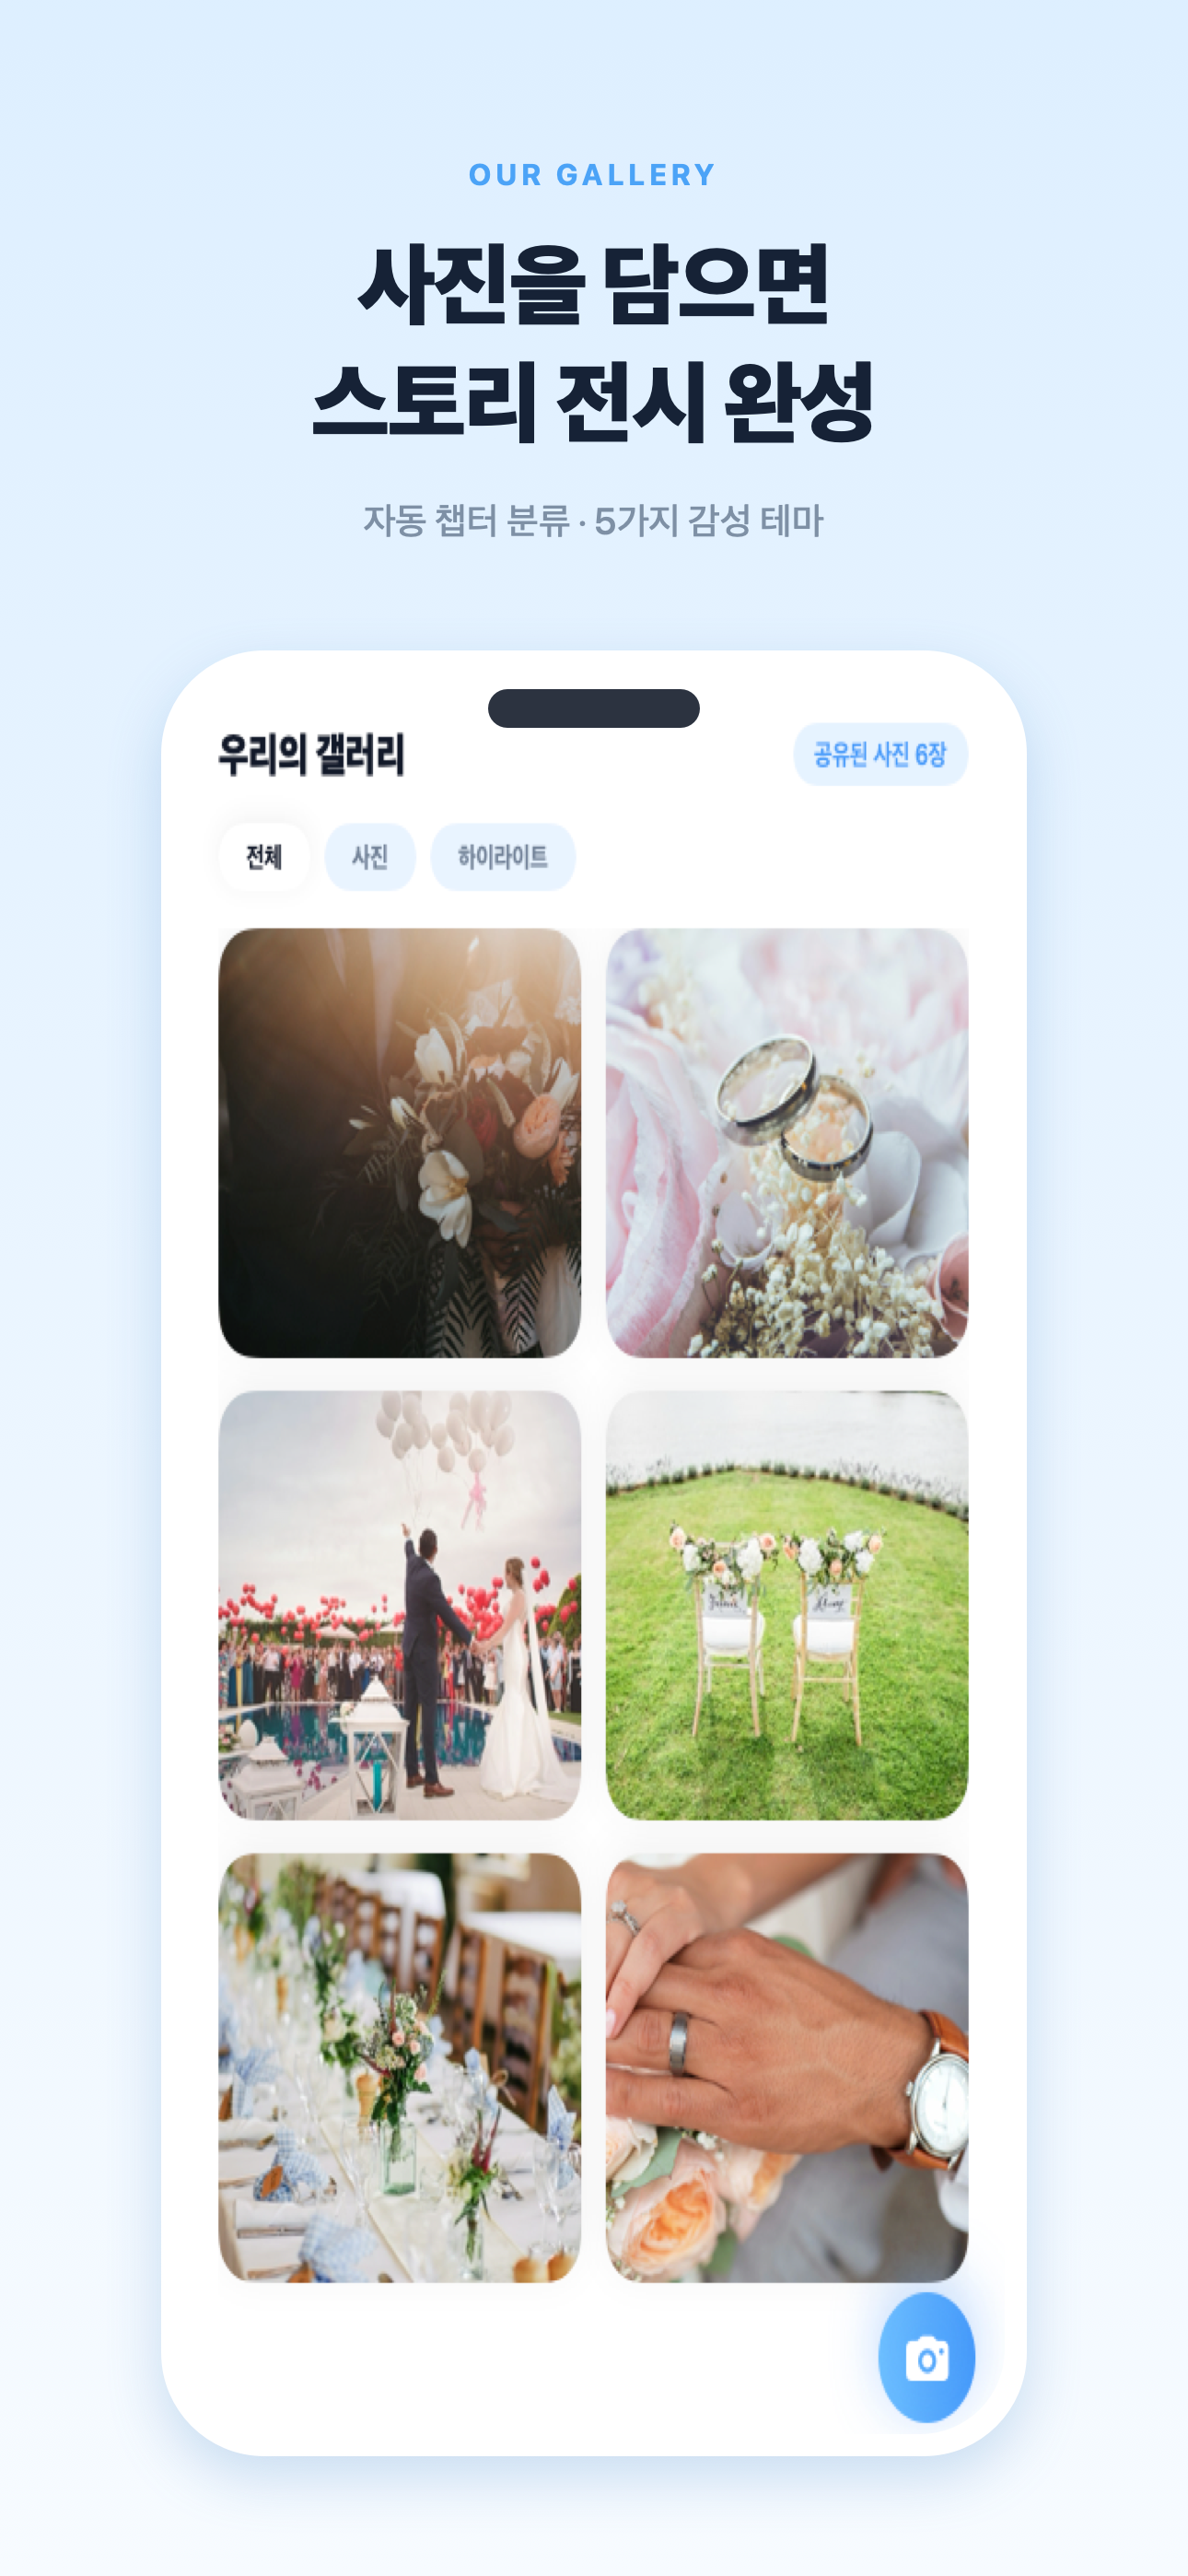 OUR GALLERY
사진을 담으면
스토리 전시 완성
자동 챕터 분류 · 5가지 감성 테마
우리의 갤러리
공유된 사진 6장
전체
사진
하이라이트